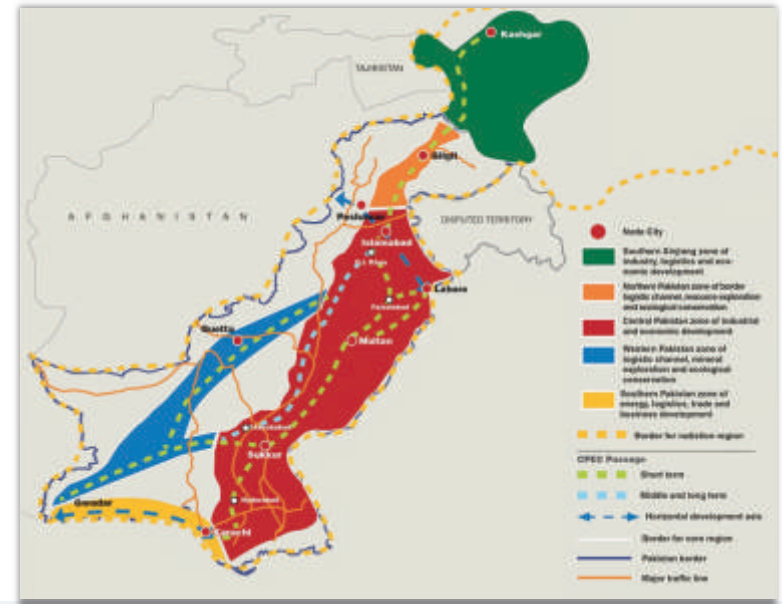 Kashgar
TAJIKISTAN
Gilgit
AFGHANISTAN
Peshawar
DISPUTED TERRITORY
Islamabad
Lahore
Faisalabad
Quetta
Multan
Sukkur
Gwadar
Hyderabad
Karachi
Node City
Southern Xinjiang zone of
industry, logistics and eco-
nomic development
Northern Pakistan zone of border
logistic channel, resource exploration
and ecological conservation
Central Pakistan zone of industrial
and economic development
Western Pakistan zone of
logistic channel, mineral
exploration and ecological
conservation
Southern Pakistan zone of
energy, logistics, trade and
business development
Border for radiation region
CPEC Passage
Short term
Middle and long term
Horizontal development axis
Border for core region
Pakistan border
Major traffic line